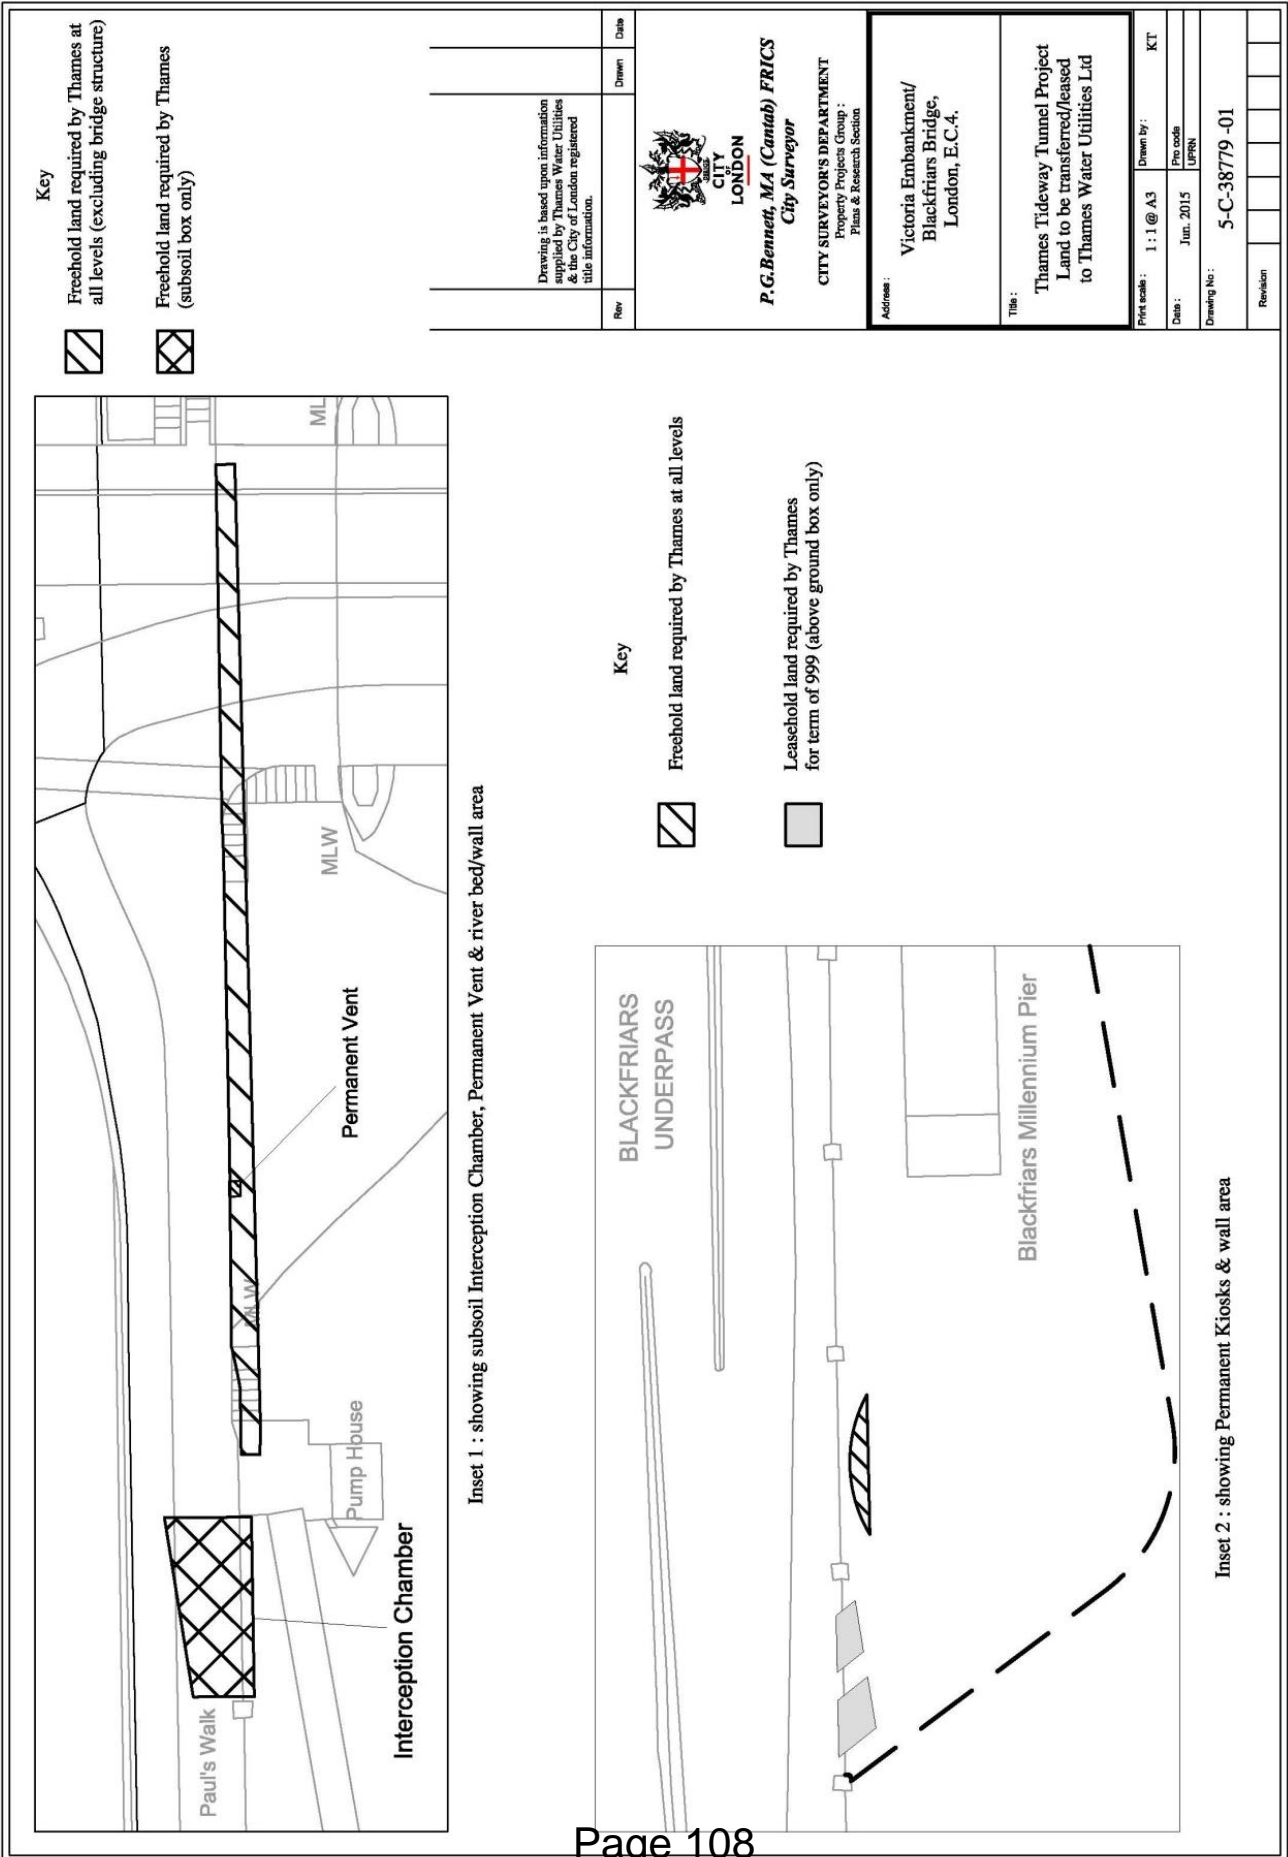 Key
Freehold land required by Thames at
all levels (excluding bridge structure)
Freehold land required by Thames
(subsoil box only)
Paul's Walk
Interception Chamber
Pump House
MLW
Permanent Vent
MLW
ML
Inset 1 : showing subsoil Interception Chamber, Permanent Vent & river bed/wall area
Key
Freehold land required by Thames at all levels
Leasehold land required by Thames
for term of 999 (above ground box only)
BLACKFRIARS
UNDERPASS
Blackfriars Millennium Pier
Inset 2 : showing Permanent Kiosks & wall area
Drawing is based upon information
supplied by Thames Water Utilities
& the City of London registered
title information.
Rev Drawn Date
CITY
OF
LONDON
P.G.Bennett, MA (Cantab) FRICS
City Surveyor
CITY SURVEYOR'S DEPARTMENT
Property Projects Group :
Plans & Research Section
Address :
Victoria Embankment/
Blackfriars Bridge,
London, E.C.4.
Title :
Thames Tideway Tunnel Project
Land to be transferred/leased
to Thames Water Utilities Ltd
Print scale : 1 : 1 @ A3 Drawn by : KT
Date : Jun. 2015 Pro code
UPRN
Drawing No : 5-C-38779 -01
Revision
Page 108